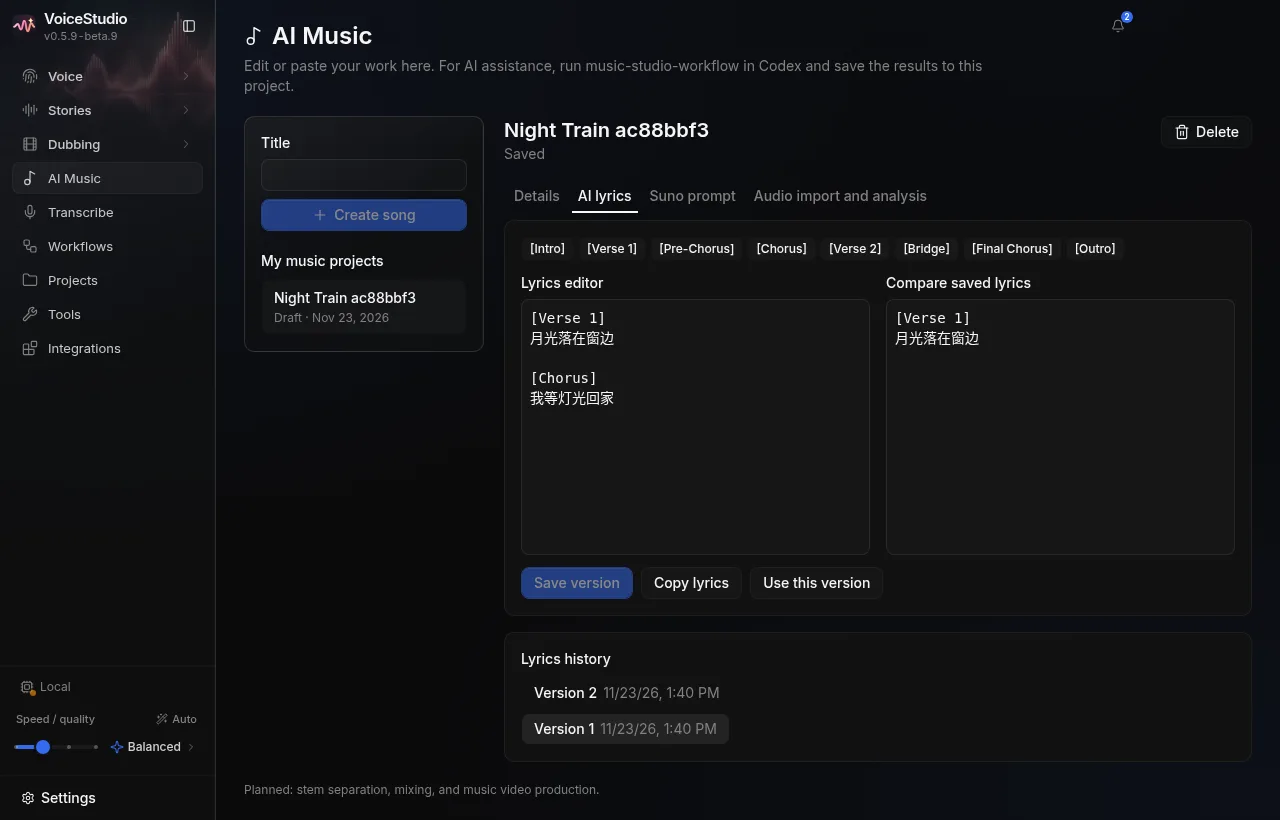 VoiceStudio
v0.5.9-beta.9
Voice
Stories
Dubbing
AI Music
Transcribe
Workflows
Projects
Tools
Integrations
Local
Speed / quality
Auto
Balanced
Settings
AI Music
2
Edit or paste your work here. For AI assistance, run music-studio-workflow in Codex and save the results to this
project.
Title
Create song
My music projects
Night Train ac88bbf3
Draft · Nov 23, 2026
Night Train ac88bbf3
Saved
Delete
Details
AI lyrics
Suno prompt
Audio import and analysis
[Intro]
[Verse 1]
[Pre-Chorus]
[Chorus]
[Verse 2]
[Bridge]
[Final Chorus]
[Outro]
Lyrics editor
[Verse 1]
月光落在窗边
[Chorus]
我等灯光回家
Compare saved lyrics
[Verse 1]
月光落在窗边
Save version
Copy lyrics
Use this version
Lyrics history
Version 2 11/23/26, 1:40 PM
Version 1 11/23/26, 1:40 PM
Planned: stem separation, mixing, and music video production.